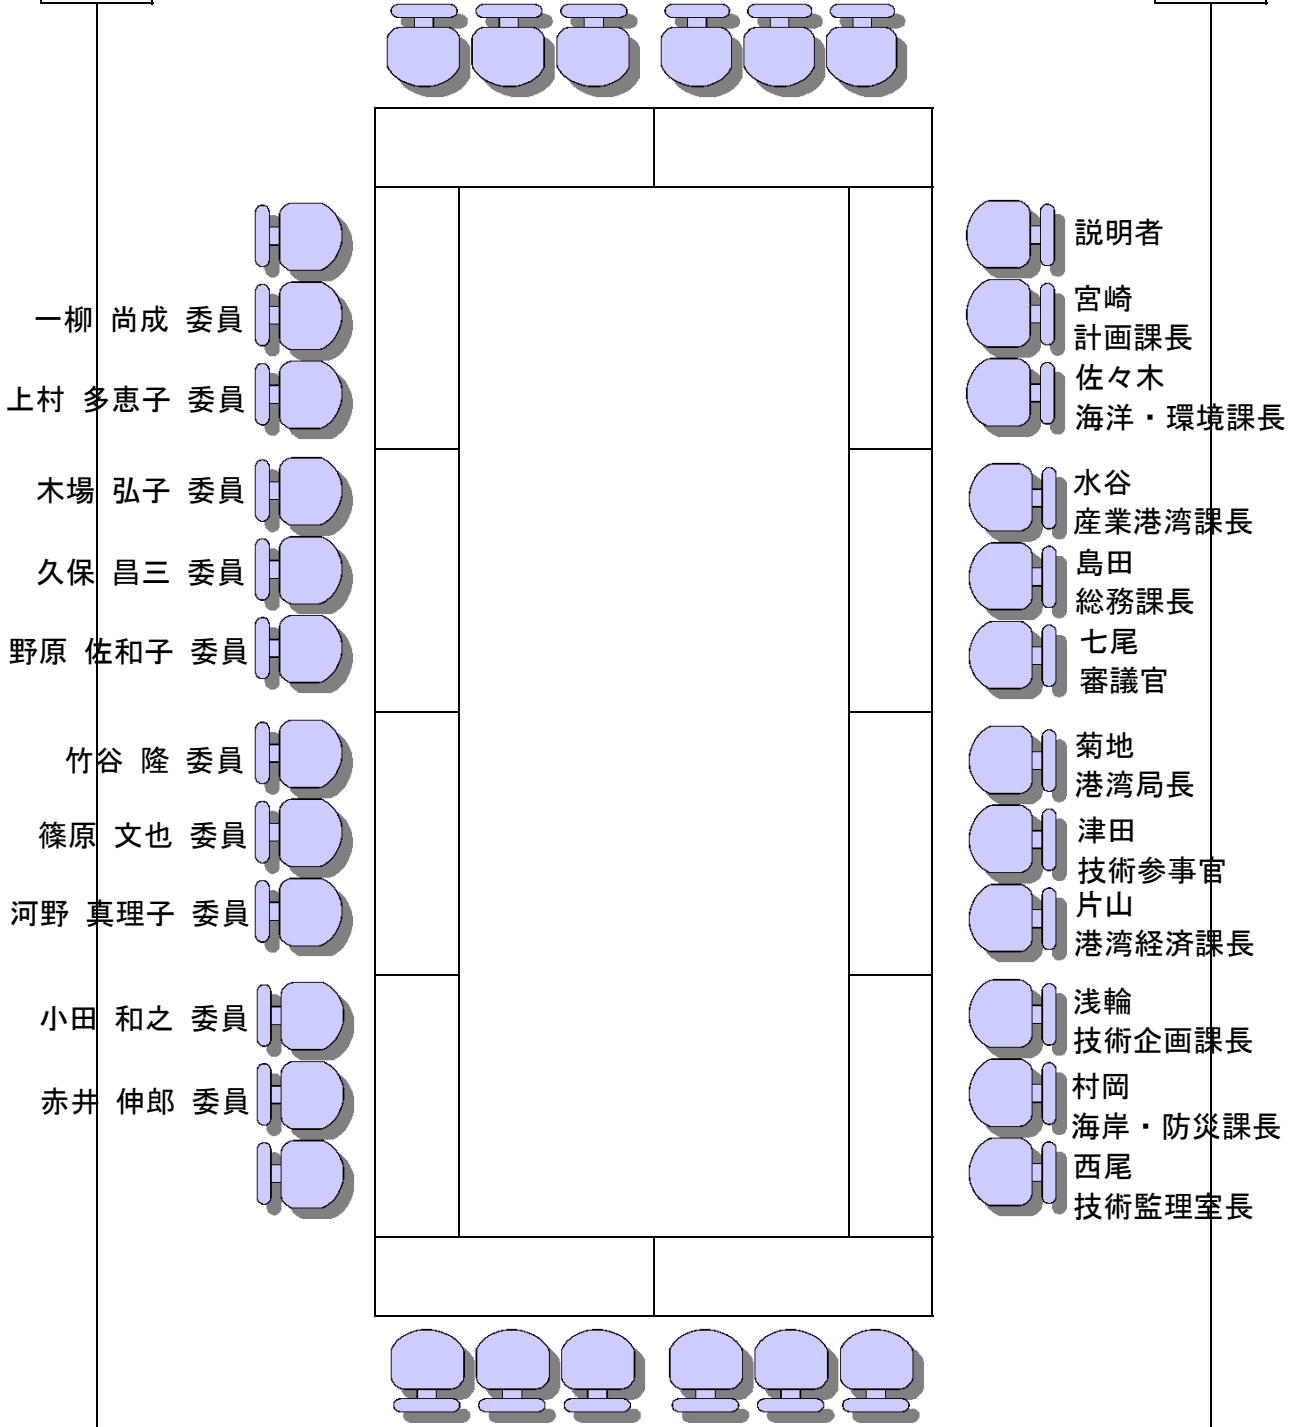 一柳 尚成 委員
上村 多恵子 委員
木場 弘子 委員
久保 昌三 委員
野原 佐和子 委員
竹谷 隆 委員
篠原 文也 委員
河野 真理子 委員
小田 和之 委員
赤井 伸郎 委員
説明者
宮崎
計画課長
佐々木
海洋・環境課長
水谷
産業港湾課長
島田
総務課長
七尾
審議官
菊地
港湾局長
津田
技術参事官
片山
港湾経済課長
浅輪
技術企画課長
村岡
海岸・防災課長
西尾
技術監理室長